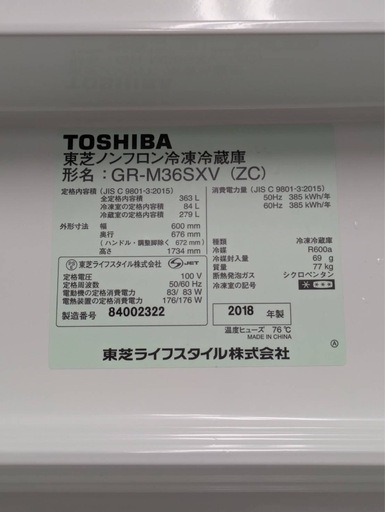 TOSHIBA
東芝ノンフロン冷凍冷蔵庫
形名：GR-M36SXV (ZC)
定格内容積 (JIS C 9801-3:2015)
全定格内容積 363 L
冷凍室の定格内容積 84 L
冷蔵室の定格内容積 279 L
外形寸法 幅 600 mm
奥行 676 mm
(ハンドル・調整脚除く 672 mm)
高さ 1734 mm
東芝ライフスタイル株式会社 S JET
定格電圧 100 V
定格周波数 50/60 Hz
電動機の定格消費電力 83/ 83 W
電熱装置の定格消費電力 176/176 W
製造番号 84002322
消費電力量 (JIS C 9801-3:2015)
50Hz 385 kWh/年
60Hz 385 kWh/年
種類 冷凍冷蔵庫
冷媒 R600a
冷媒量 69 g
質量 77 kg
断熱発泡ガス シクロペンタン
冷凍室の記号 ****
2018 年製
温度ヒューズ 76℃
MADE IN CHINA
東芝ライフスタイル株式会社
A